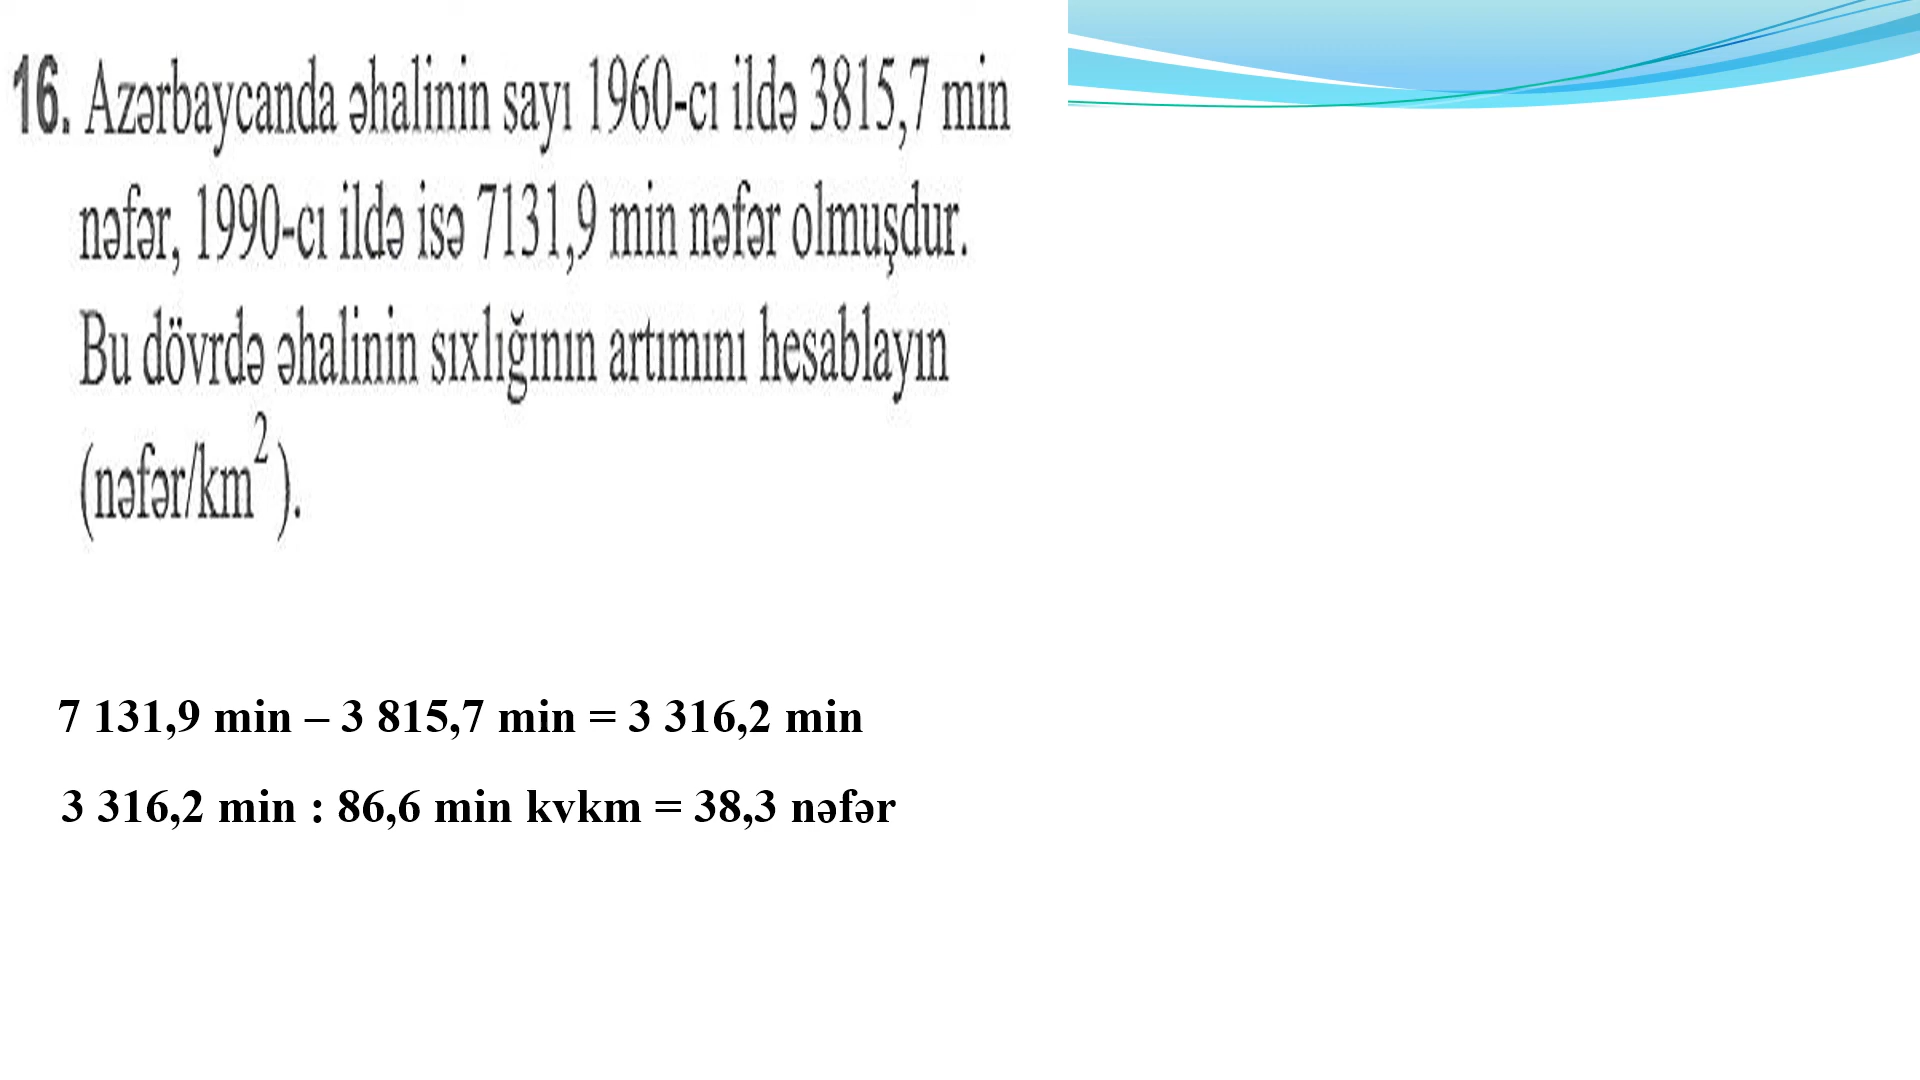 16. Azərbaycanda əhalinin sayı 1960-cı ildə 3815,7 min
nəfər, 1990-cı ildə isə 7131,9 min nəfər olmuşdur.
Bu dövrdə əhalinin sıxlığının artımını hesablayın
(nəfər/km²).
7 131,9 min – 3 815,7 min = 3 316,2 min
3 316,2 min : 86,6 min kvkm = 38,3 nəfər